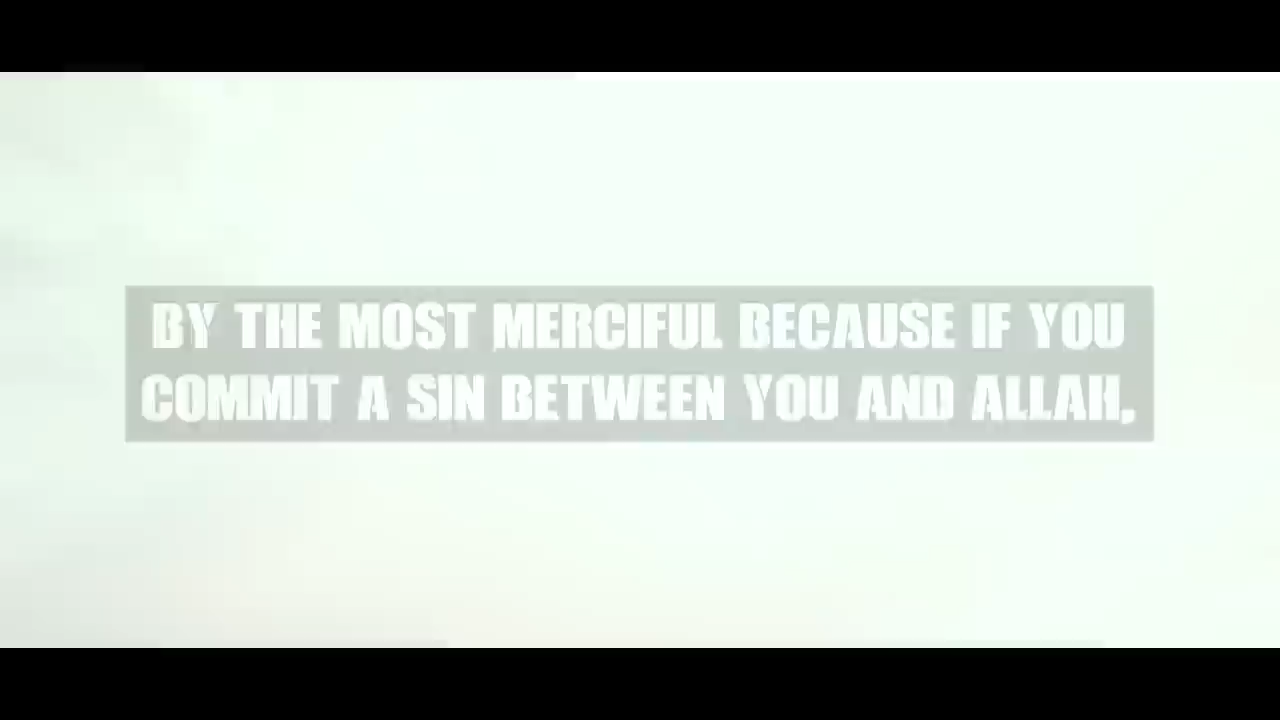 BY THE MOST MERCIFUL BECAUSE IF YOU
COMMIT A SIN BETWEEN YOU AND ALLAH,